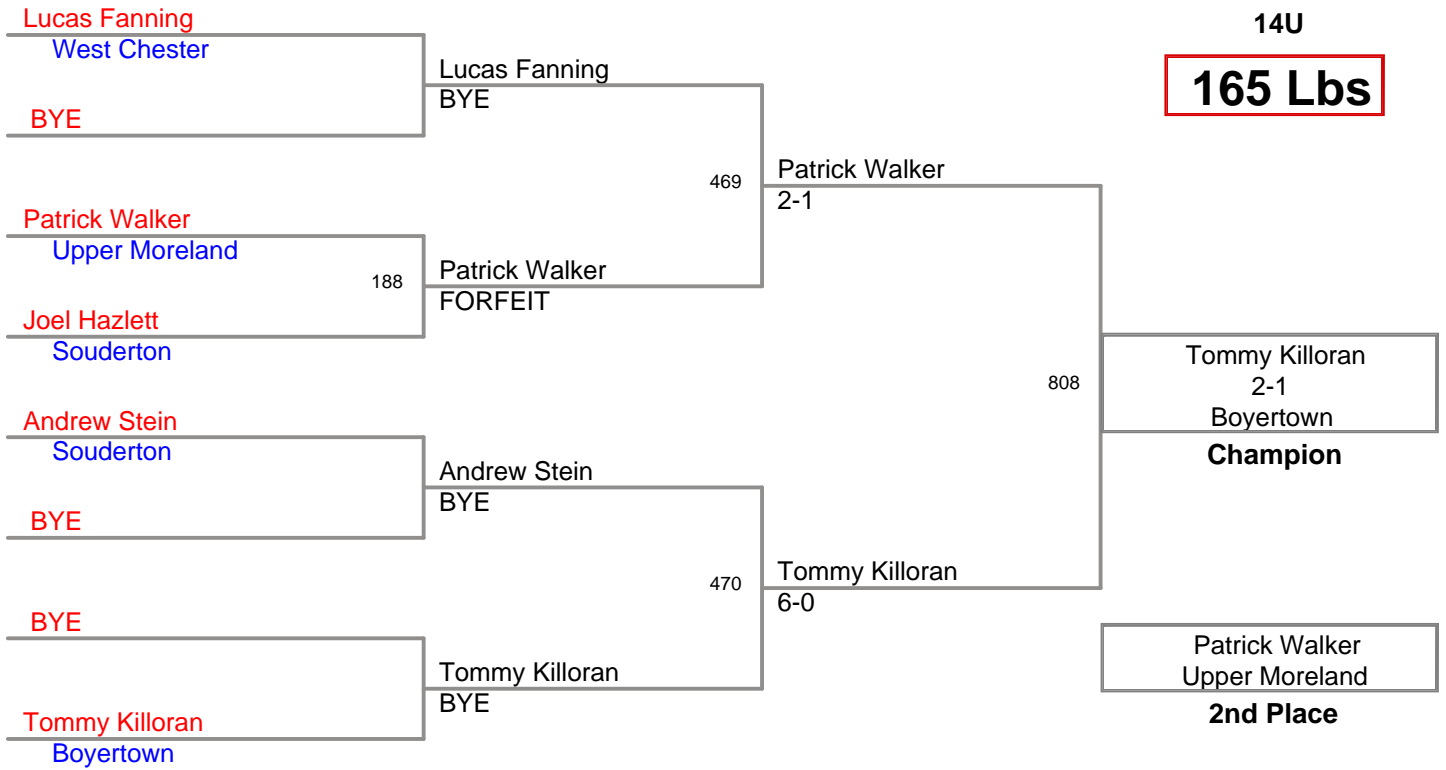 Lucas Fanning
West Chester
BYE
Patrick Walker
Upper Moreland
Joel Hazlett
Souderton
Andrew Stein
Souderton
BYE
BYE
Tommy Killoran
Boyertown
Lucas Fanning
BYE
188
Patrick Walker
FORFEIT
Andrew Stein
BYE
Tommy Killoran
BYE
469
Patrick Walker
2-1
470
Tommy Killoran
6-0
14U
165 Lbs
808
Tommy Killoran
2-1
Boyertown
Champion
Patrick Walker
Upper Moreland
2nd Place